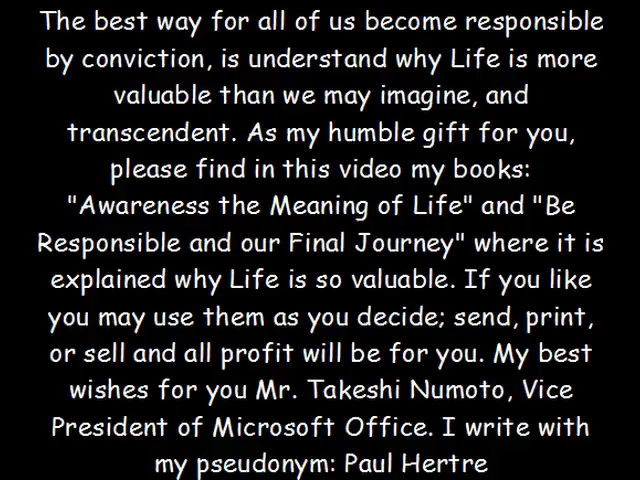 The best way for all of us become responsible
by conviction, is understand why Life is more
valuable than we may imagine, and
transcendent. As my humble gift for you,
please find in this video my books:
"Awareness the Meaning of Life" and "Be
Responsible and our Final Journey" where it is
explained why Life is so valuable. If you like
you may use them as you decide; send, print,
or sell and all profit will be for you. My best
wishes for you Mr. Takeshi Numoto, Vice
President of Microsoft Office. I write with
my pseudonym: Paul Hertre